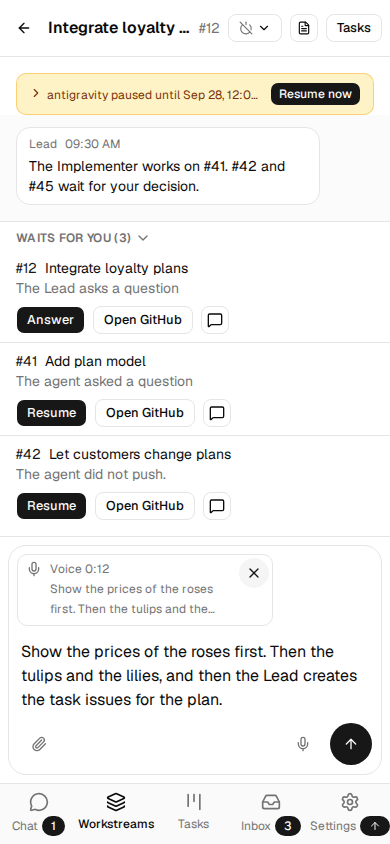 Integrate loyalty ... #12 Tasks
antigravity paused until Sep 28, 12:0... Resume now
Lead 09:30 AM
The Implementer works on #41. #42 and
#45 wait for your decision.
WAITS FOR YOU (3)
#12 Integrate loyalty plans
The Lead asks a question
Answer Open GitHub
#41 Add plan model
The agent asked a question
Resume Open GitHub
#42 Let customers change plans
The agent did not push.
Resume Open GitHub
Voice 0:12
Show the prices of the roses
first. Then the tulips and the...
Show the prices of the roses first. Then the
tulips and the lilies, and then the Lead creates
the task issues for the plan.
Chat 1 Workstreams Tasks Inbox 3 Settings